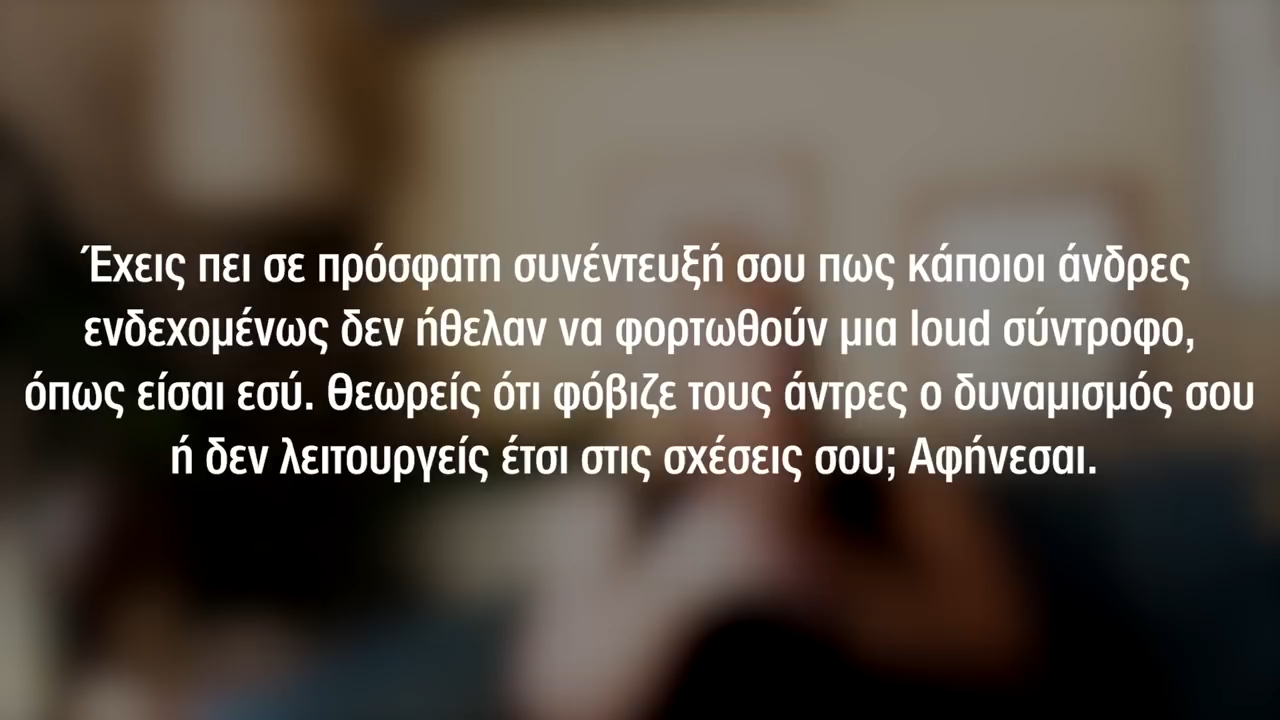 Έχεις πει σε πρόσφατη συνέντευξή σου πως κάποιοι άνδρες
ενδεχομένως δεν ήθελαν να φορτωθούν μια loud σύντροφο,
όπως είσαι εσύ. Θεωρείς ότι φόβιζε τους άντρες ο δυναμισμός σου
ή δεν λειτουργείς έτσι στις σχέσεις σου; Αφήνεσαι.